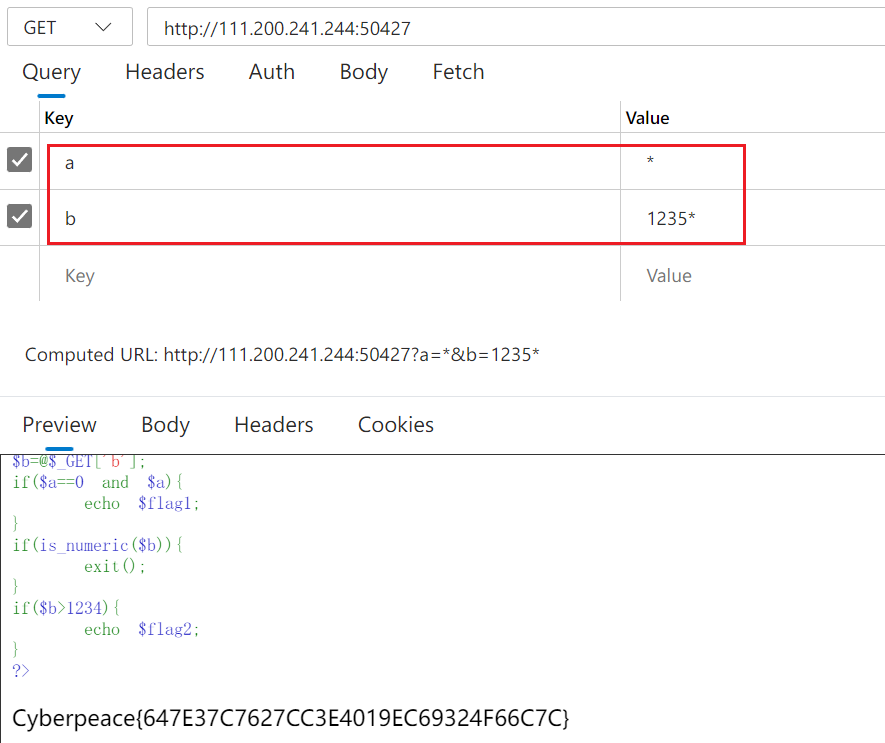 GET http://111.200.241.244:50427
Query Headers Auth Body Fetch
Key Value
a *
b 1235*
Key Value
Computed URL: http://111.200.241.244:50427?a=*&b=1235*
Preview Body Headers Cookies
$b=@$_GET['b'];
if($a==0 and $a){
echo $flag1;
}
if(is_numeric($b)){
exit();
}
if($b>1234){
echo $flag2;
}
?>
Cyberpeace{647E37C7627CC3E4019EC69324F66C7C}